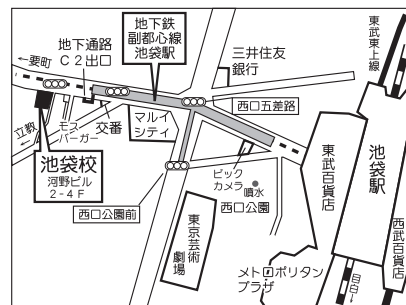 地下鉄
副都心線
池袋駅
地下通路
C2出口
←要町
三井住友
銀行
東武東上線
西口五差路
マルイ
シティ
交番
モス
バーガー
立教
池袋校
河野ビル
2-4F
西口公園前
ビック
カメラ
噴水
西口公園
東京芸術
劇場
東武百貨店
池袋駅
西武百貨店
メトロポリタン
プラザ
目白→